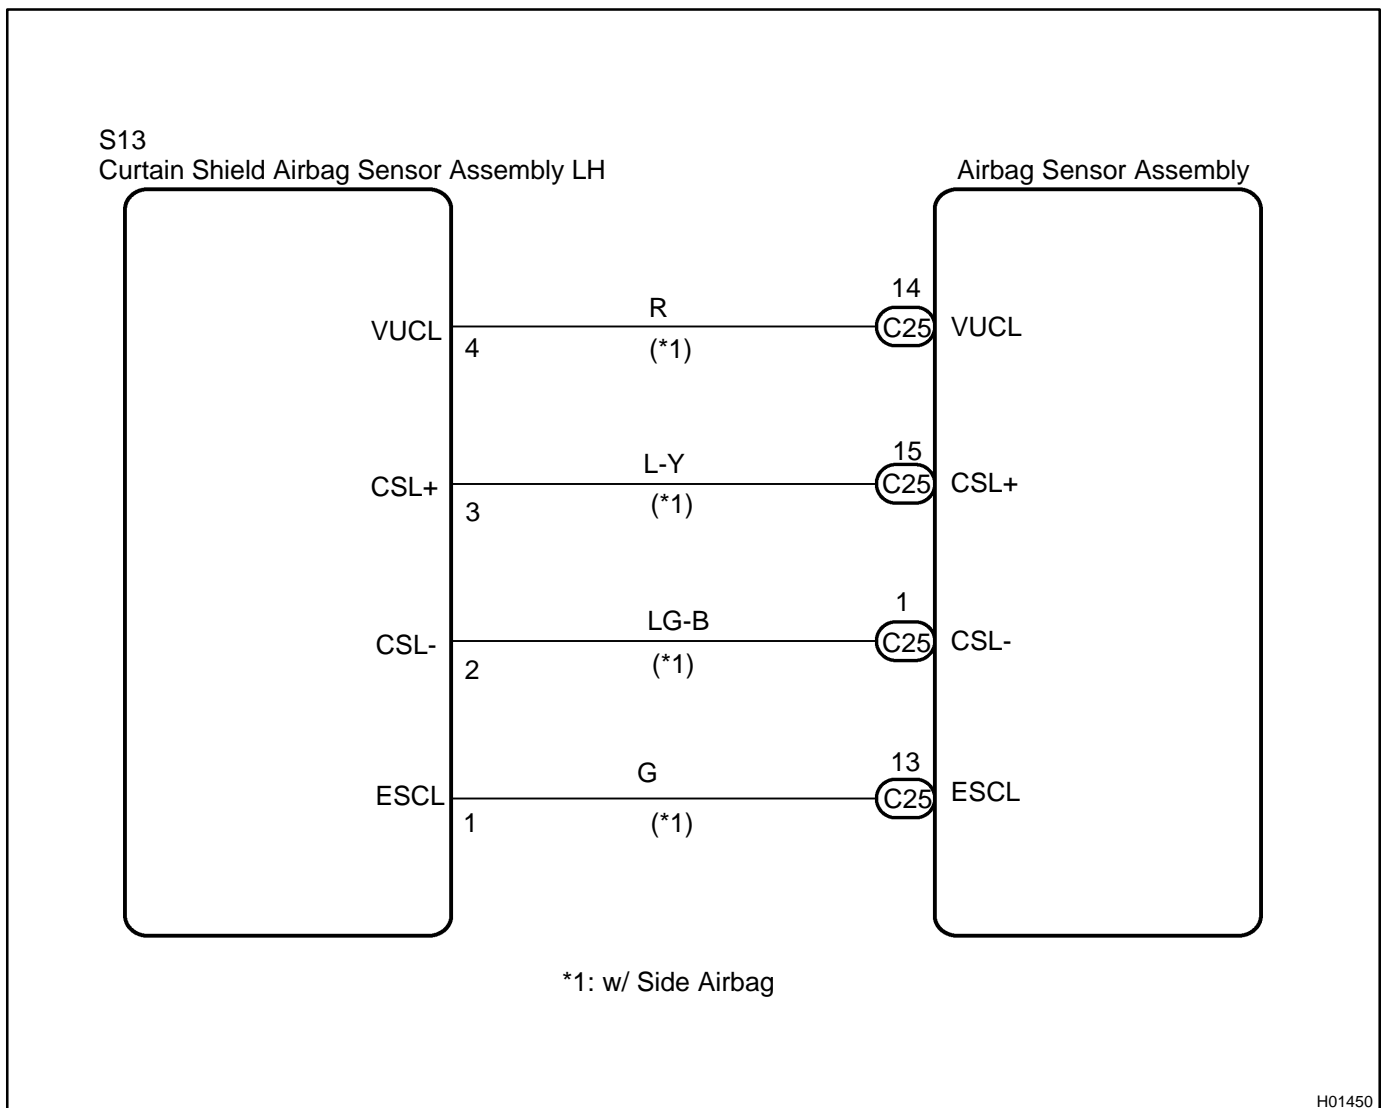 S13
Curtain Shield Airbag Sensor Assembly LH
Airbag Sensor Assembly
VUCL
4
R
(*1)
14
C25
VUCL
CSL+
3
L-Y
(*1)
15
C25
CSL+
CSL-
2
LG-B
(*1)
1
C25
CSL-
ESCL
1
G
(*1)
13
C25
ESCL
*1: w/ Side Airbag
H01450